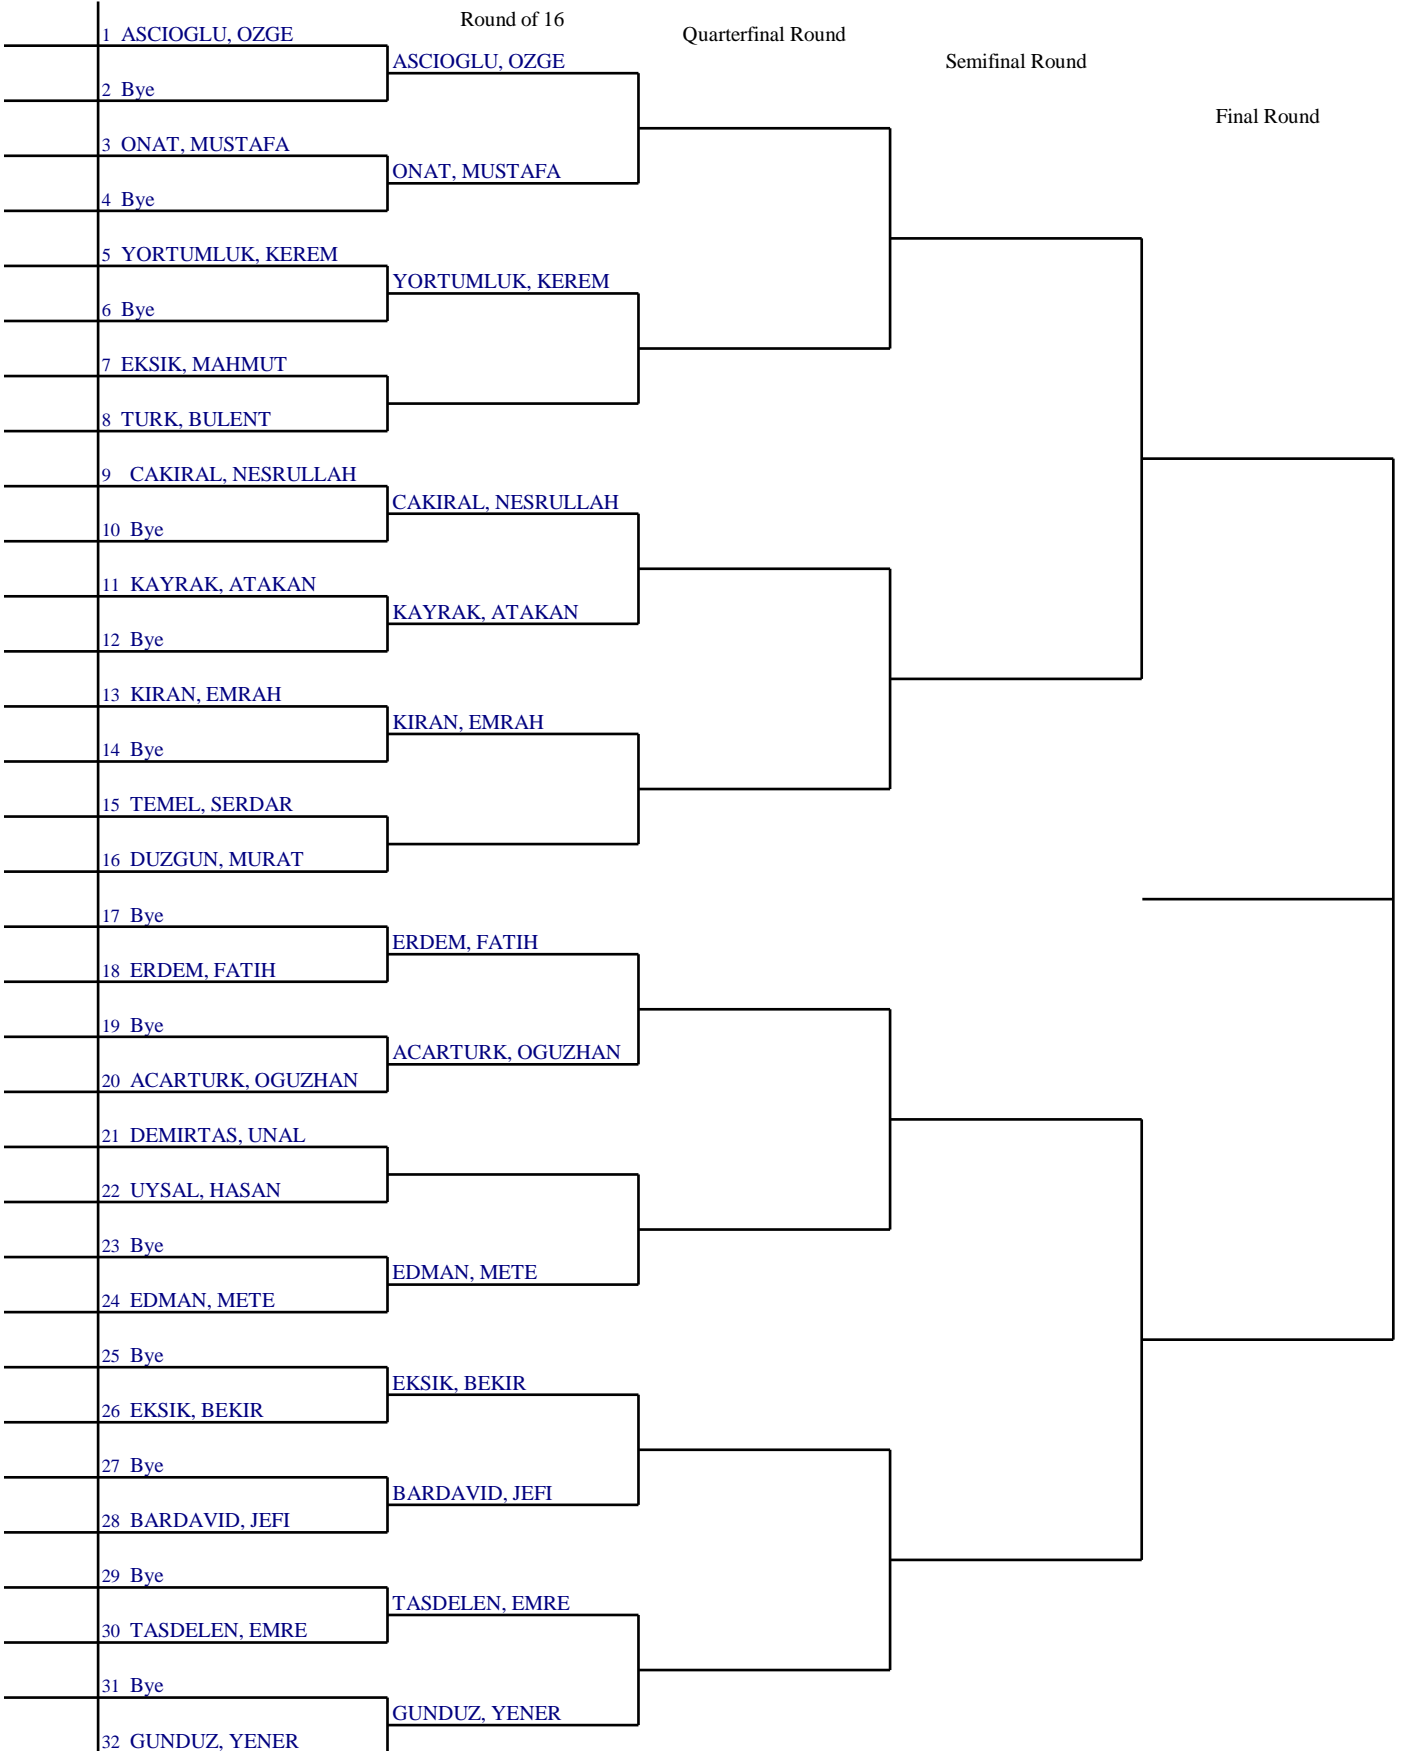 Round of 16
Quarterfinal Round
Semifinal Round
Final Round
1 ASCIOGLU, OZGE
ASCIOGLU, OZGE
2 Bye
3 ONAT, MUSTAFA
ONAT, MUSTAFA
4 Bye
5 YORTUMLUK, KEREM
YORTUMLUK, KEREM
6 Bye
7 EKSIK, MAHMUT
8 TURK, BULENT
9 CAKIRAL, NESRULLAH
CAKIRAL, NESRULLAH
10 Bye
11 KAYRAK, ATAKAN
KAYRAK, ATAKAN
12 Bye
13 KIRAN, EMRAH
KIRAN, EMRAH
14 Bye
15 TEMEL, SERDAR
16 DUZGUN, MURAT
17 Bye
ERDEM, FATIH
18 ERDEM, FATIH
19 Bye
ACARTURK, OGUZHAN
20 ACARTURK, OGUZHAN
21 DEMIRTAS, UNAL
22 UYSAL, HASAN
23 Bye
EDMAN, METE
24 EDMAN, METE
25 Bye
EKSIK, BEKIR
26 EKSIK, BEKIR
27 Bye
BARDAVID, JEFI
28 BARDAVID, JEFI
29 Bye
TASDELEN, EMRE
30 TASDELEN, EMRE
31 Bye
GUNDUZ, YENER
32 GUNDUZ, YENER